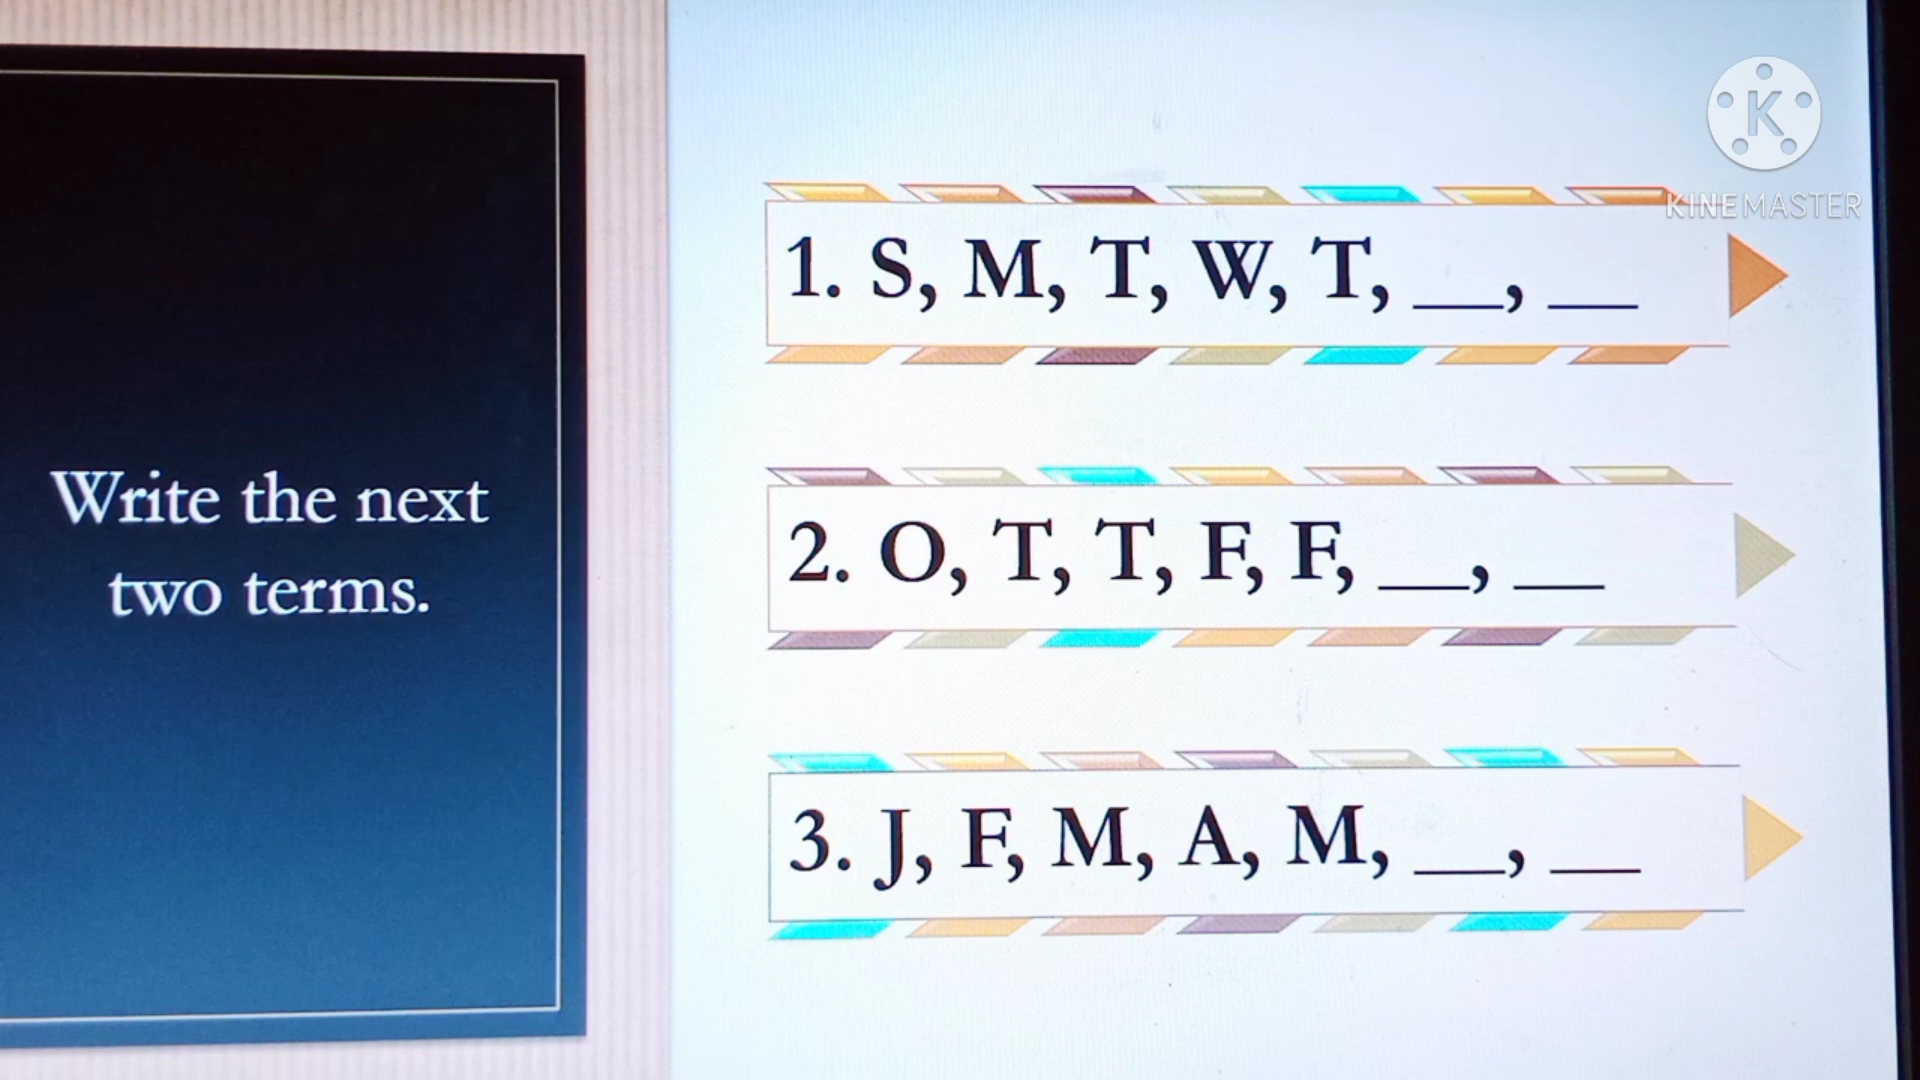 Write the next
two terms.
K
KINEMASTER
1. S, M, T, W, T, __, __
2. O, T, T, F, F, __, __
3. J, F, M, A, M, __, __